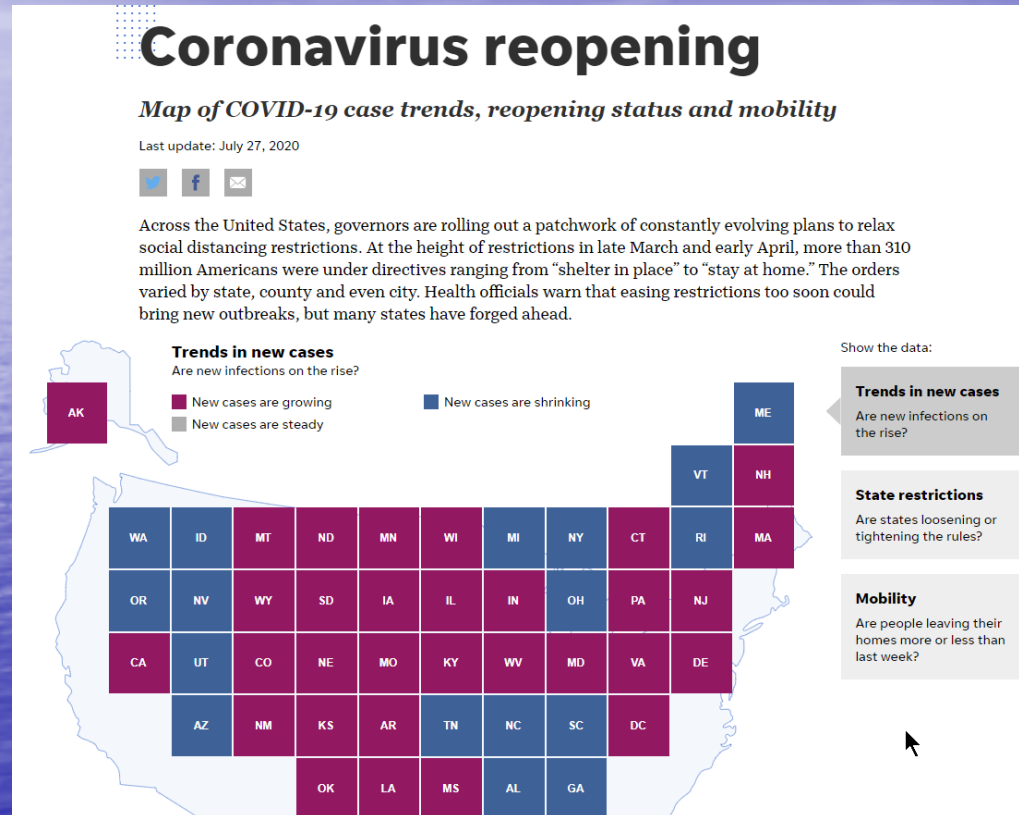 Coronavirus reopening
Map of COVID-19 case trends, reopening status and mobility
Last update: July 27, 2020
Across the United States, governors are rolling out a patchwork of constantly evolving plans to relax
social distancing restrictions. At the height of restrictions in late March and early April, more than 310
million Americans were under directives ranging from “shelter in place” to “stay at home.” The orders
varied by state, county and even city. Health officials warn that easing restrictions too soon could
bring new outbreaks, but many states have forged ahead.
Trends in new cases
Are new infections on the rise?
New cases are growing
New cases are shrinking
New cases are steady
AK
ME
VT NH
WA ID MT ND MN WI MI NY CT RI MA
OR NV WY SD IA IL IN OH PA NJ
CA UT CO NE MO KY WV MD VA DE
AZ NM KS AR TN NC SC DC
OK LA MS AL GA
Show the data:
Trends in new cases
Are new infections on
the rise?
State restrictions
Are states loosening or
tightening the rules?
Mobility
Are people leaving their
homes more or less than
last week?